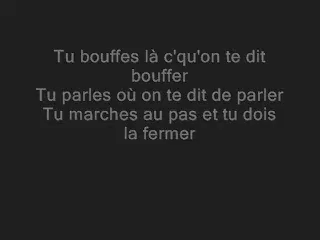 Tu bouffes là c'qu'on te dit
bouffer
Tu parles où on te dit de parler
Tu marches au pas et tu dois
la fermer